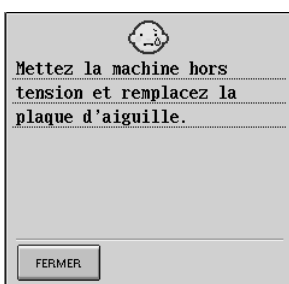 Mettez la machine hors
tension et remplacez la
plaque d'aiguille.
FERMER